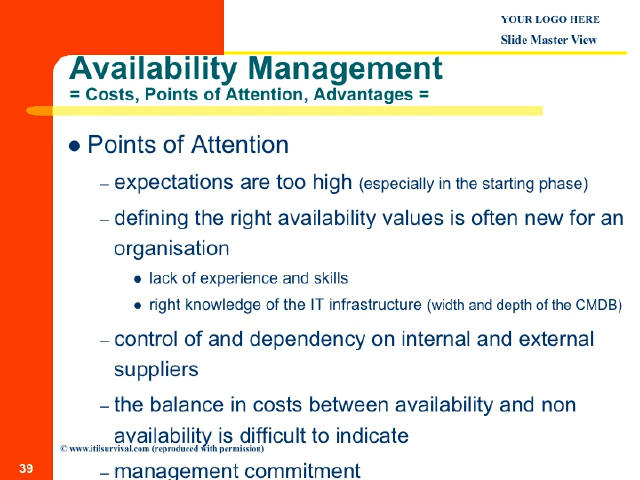 YOUR LOGO HERE
Slide Master View
Availability Management
= Costs, Points of Attention, Advantages =
● Points of Attention
– expectations are too high (especially in the starting phase)
– defining the right availability values is often new for an
organisation
● lack of experience and skills
● right knowledge of the IT infrastructure (width and depth of the CMDB)
– control of and dependency on internal and external
suppliers
– the balance in costs between availability and non
availability is difficult to indicate
© www.itilsurvival.com (reproduced with permission)
39
– management commitment